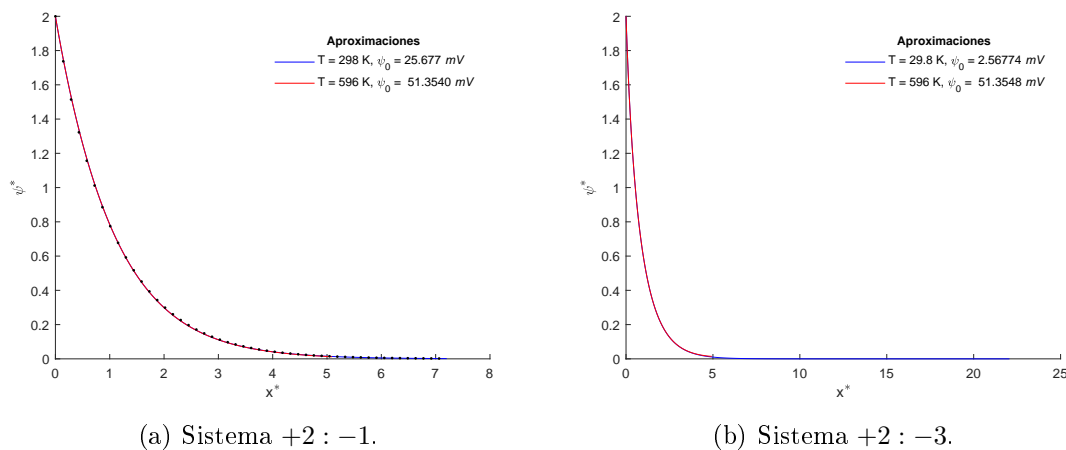 Aproximaciones
T = 298 K, ψ0 = 25.677 mV
T = 596 K, ψ0 = 51.3540 mV
2
1.8
1.6
1.4
1.2
1
0.8
0.6
0.4
0.2
0
0 1 2 3 4 5 6 7 8
ψ*
x*
(a) Sistema +2 : −1.
Aproximaciones
T = 29.8 K, ψ0 = 2.56774 mV
T = 596 K, ψ0 = 51.3548 mV
2
1.8
1.6
1.4
1.2
1
0.8
0.6
0.4
0.2
0
0 5 10 15 20 25
ψ*
x*
(b) Sistema +2 : −3.